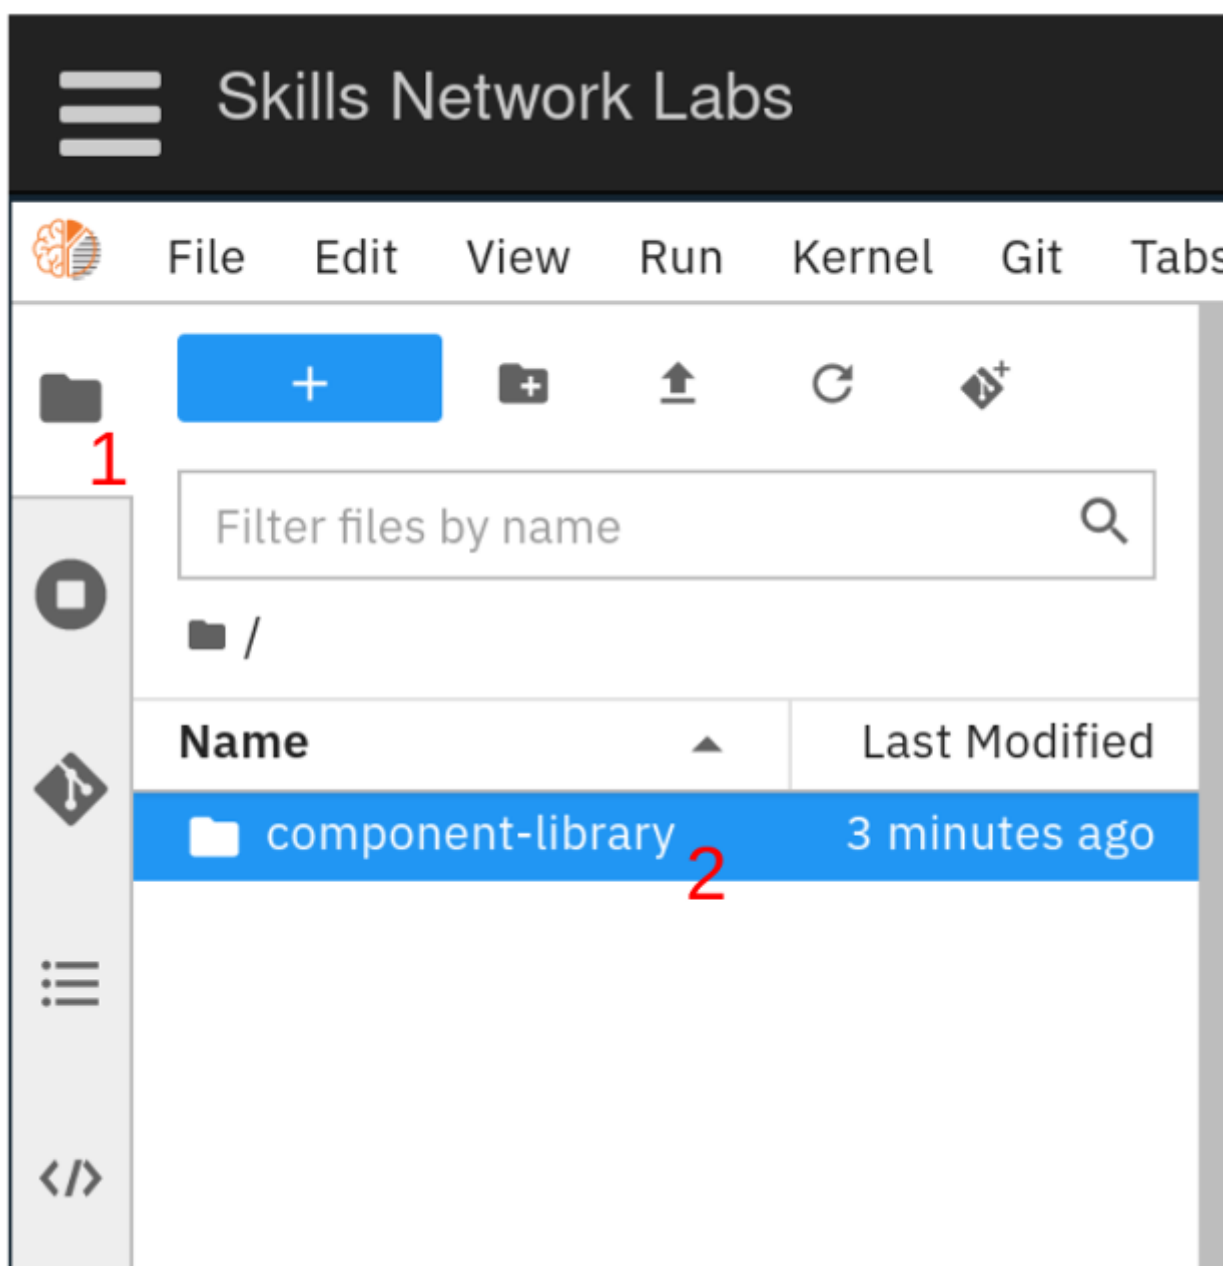 Skills Network Labs
File Edit View Run Kernel Git Tabs
+
1
Filter files by name
/
Name Last Modified
component-library 3 minutes ago
2